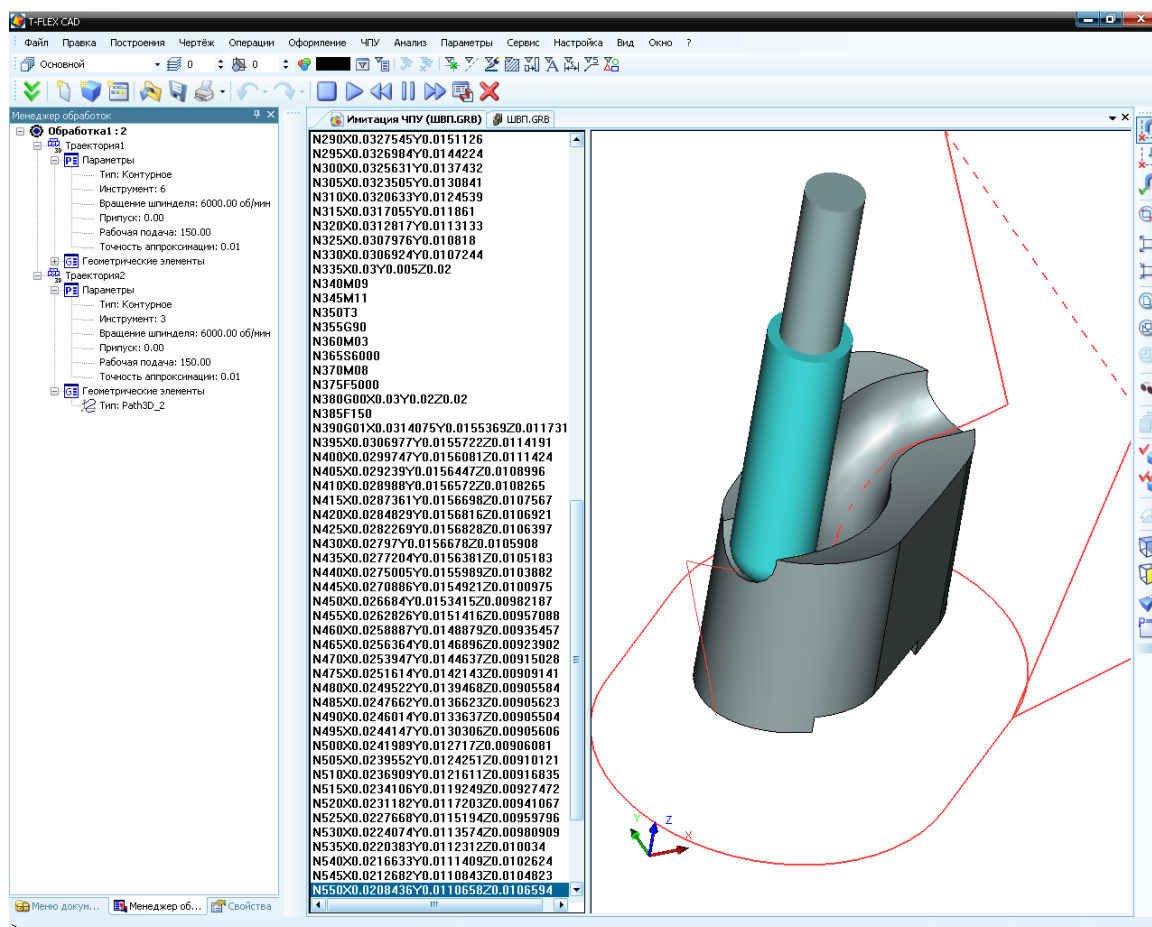 T-FLEX CAD
Файл Правка Построения Чертёж Операции Оформление ЧПУ Анализ Параметры Сервис Настройка Вид Окно ?
Основной 0 0
Менеджер обработок
Имитация ЧПУ (ШВП.GRB) ШВП.GRB
Обработка1 : 2
Траектория1
Параметры
Тип: Контурное
Инструмент: 6
Вращение шпинделя: 6000.00 об/мин
Припуск: 0.00
Рабочая подача: 150.00
Точность аппроксимации: 0.01
Геометрические элементы
Траектория2
Параметры
Тип: Контурное
Инструмент: 3
Вращение шпинделя: 6000.00 об/мин
Припуск: 0.00
Рабочая подача: 150.00
Точность аппроксимации: 0.01
Геометрические элементы
Тип: Path3D_2
N290X0.0327545Y0.0151126
N295X0.0326984Y0.0144224
N300X0.0325631Y0.0137432
N305X0.0323505Y0.0130841
N310X0.0320633Y0.0124539
N315X0.0317055Y0.011861
N320X0.0312817Y0.0113133
N325X0.0307976Y0.010818
N330X0.0306924Y0.0107244
N335X0.03Y0.005Z0.02
N340M09
N345M11
N350T3
N355G90
N360M03
N365S6000
N370M08
N375F5000
N380G00X0.03Y0.02Z0.02
N385F150
N390G01X0.0314075Y0.0155369Z0.011731
N395X0.0306977Y0.0155722Z0.0114191
N400X0.0299747Y0.0156081Z0.0111424
N405X0.029239Y0.0156447Z0.0108996
N410X0.028988Y0.0156572Z0.0108265
N415X0.0287361Y0.0156698Z0.0107567
N420X0.0284829Y0.0156816Z0.0106921
N425X0.0282269Y0.0156828Z0.0106397
N430X0.02797Y0.0156678Z0.0105908
N435X0.0277204Y0.0156381Z0.0105183
N440X0.0275005Y0.0155989Z0.0103882
N445X0.0270886Y0.0154921Z0.0100975
N450X0.026684Y0.0153415Z0.00982187
N455X0.0262826Y0.0151416Z0.00957088
N460X0.0258887Y0.0148879Z0.00935457
N465X0.0256364Y0.0146896Z0.00923902
N470X0.0253947Y0.0144637Z0.00915028
N475X0.0251614Y0.0142143Z0.00909141
N480X0.0249522Y0.0139468Z0.00905584
N485X0.0247662Y0.0136623Z0.00905623
N490X0.0246014Y0.0133637Z0.00905504
N495X0.0244147Y0.0130306Z0.00905606
N500X0.0241989Y0.012717Z0.00906081
N505X0.0239552Y0.0124251Z0.00910121
N510X0.0236909Y0.0121611Z0.00916835
N515X0.0234106Y0.0119249Z0.00927472
N520X0.0231182Y0.0117203Z0.00941067
N525X0.0227668Y0.0115194Z0.00959796
N530X0.0224074Y0.0113574Z0.00980909
N535X0.0220383Y0.0112312Z0.010034
N540X0.0216633Y0.0111409Z0.0102624
N545X0.0212682Y0.0110843Z0.0104823
N550X0.0208436Y0.0110658Z0.0106594
Y Z X
Меню докум... Менеджер об... Свойства